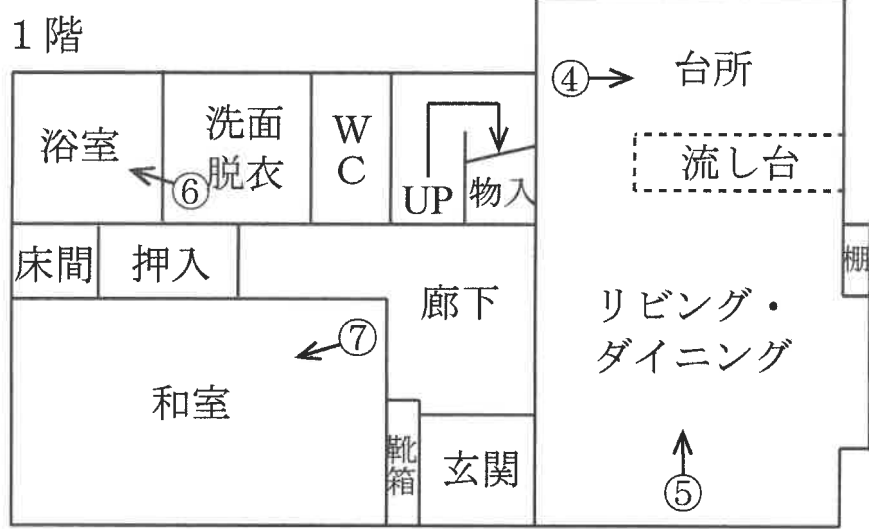 1階
④
台所
浴室
洗面
脱衣
WC
流し台
⑥
UP
物入
床間
押入
棚
廊下
リビング・
ダイニング
⑦
和室
靴箱
玄関
⑤